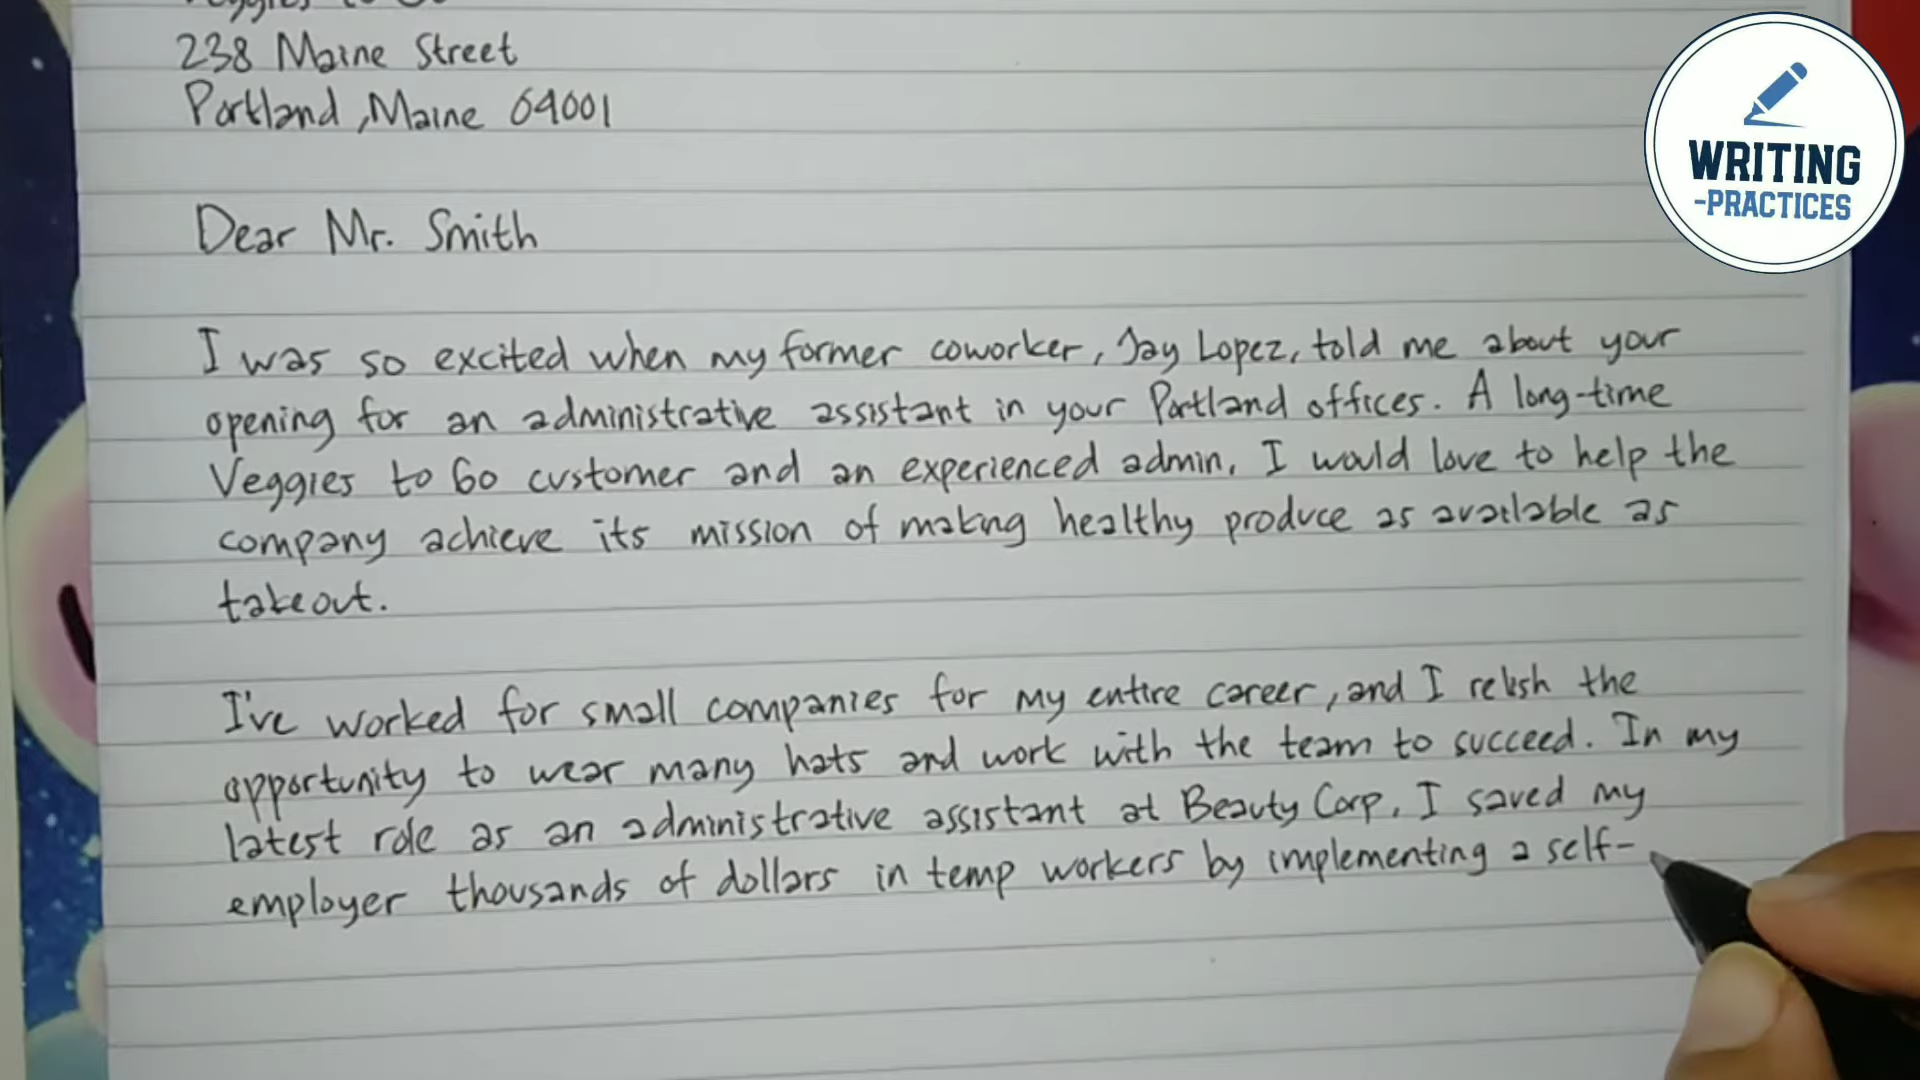 Veggies to Go
238 Maine Street
Portland, Maine 04001
Dear Mr. Smith
I was so excited when my former coworker, Jay Lopez, told me about your
opening for an administrative assistant in your Portland offices. A long-time
Veggies to Go customer and an experienced admin, I would love to help the
company achieve its mission of making healthy produce as available as
takeout.
I've worked for small companies for my entire career, and I relish the
opportunity to wear many hats and work with the team to succeed. In my
latest role as an administrative assistant at Beauty Corp, I saved my
employer thousands of dollars in temp workers by implementing a self-
WRITING
-PRACTICES